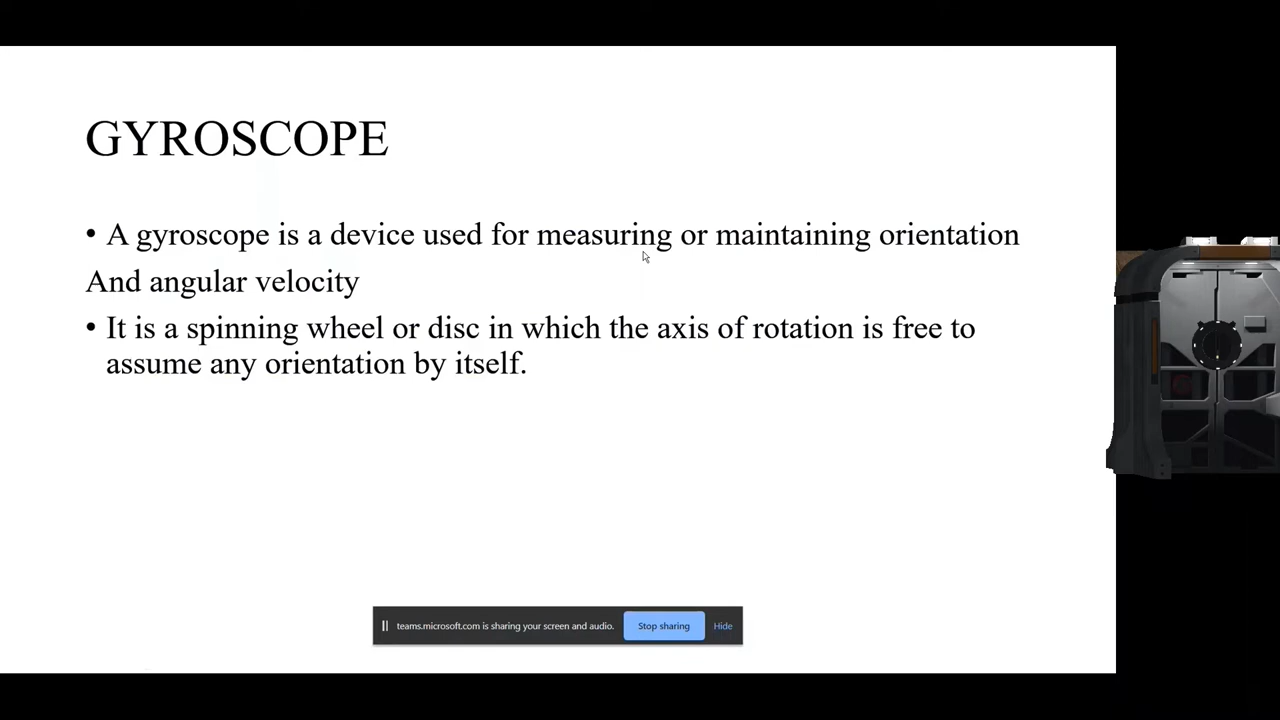 GYROSCOPE
• A gyroscope is a device used for measuring or maintaining orientation
And angular velocity
• It is a spinning wheel or disc in which the axis of rotation is free to
assume any orientation by itself.
teams.microsoft.com is sharing your screen and audio. Stop sharing Hide